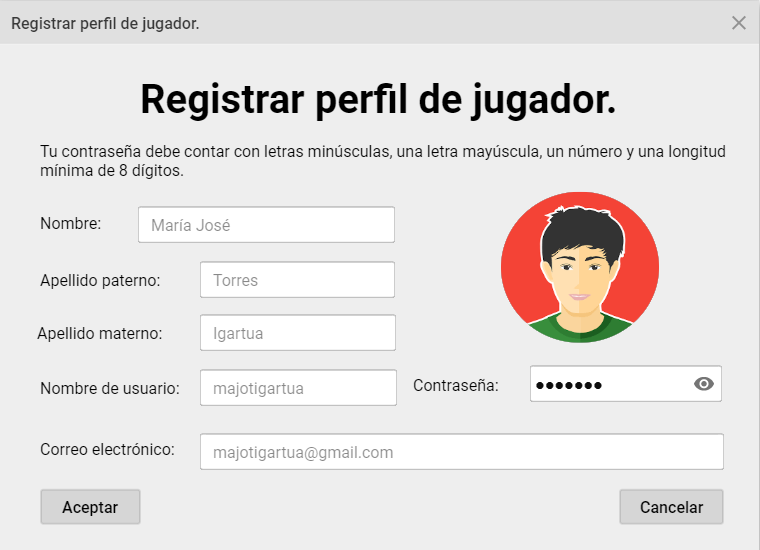 Registrar perfil de jugador.
Registrar perfil de jugador.
Tu contraseña debe contar con letras minúsculas, una letra mayúscula, un número y una longitud
mínima de 8 dígitos.
Nombre: María José
Apellido paterno: Torres
Apellido materno: Igartua
Nombre de usuario: majotigartua Contraseña: •••••••
Correo electrónico: majotigartua@gmail.com
Aceptar Cancelar